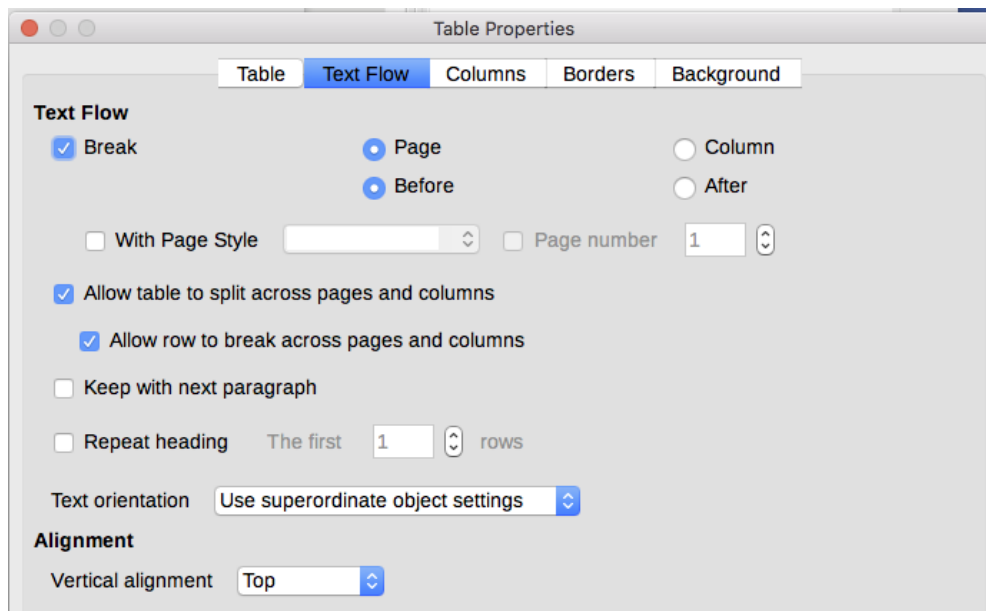 Table Properties
Table Text Flow Columns Borders Background
Text Flow
Break Page Column
Before After
With Page Style Page number 1
Allow table to split across pages and columns
Allow row to break across pages and columns
Keep with next paragraph
Repeat heading The first 1 rows
Text orientation Use superordinate object settings
Alignment
Vertical alignment Top